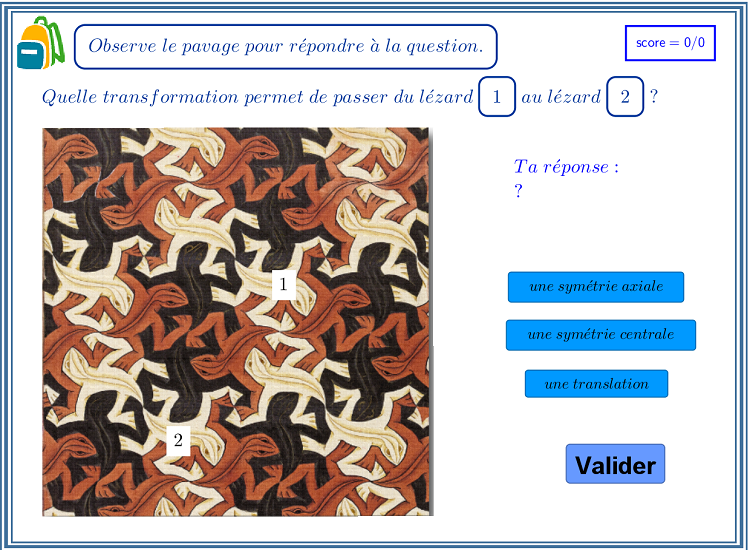 Observe le pavage pour répondre à la question.
score = 0/0
Quelle transformation permet de passer du lézard 1 au lézard 2 ?
Ta réponse :
?
1
une symétrie axiale
une symétrie centrale
une translation
2
Valider